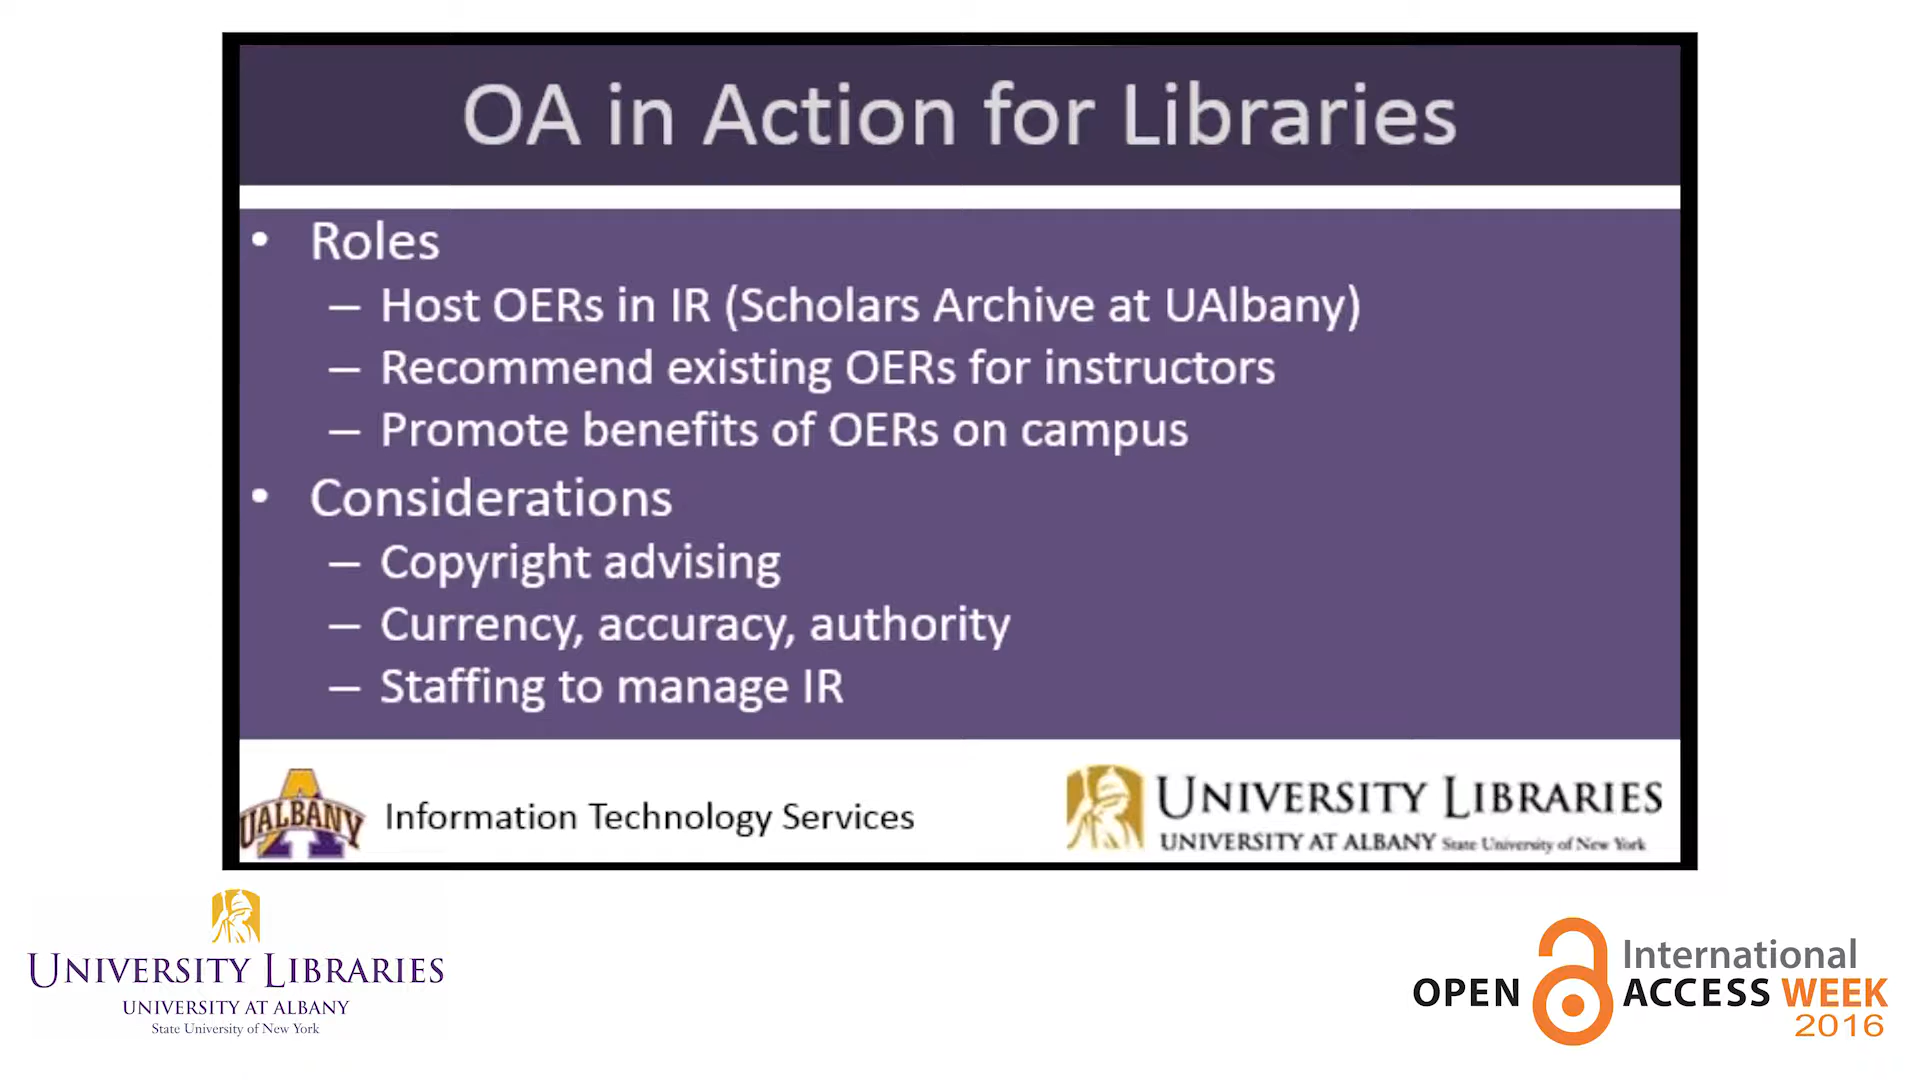 OA in Action for Libraries
• Roles
– Host OERs in IR (Scholars Archive at UAlbany)
– Recommend existing OERs for instructors
– Promote benefits of OERs on campus
• Considerations
– Copyright advising
– Currency, accuracy, authority
– Staffing to manage IR
UALBANY
Information Technology Services
UNIVERSITY LIBRARIES
UNIVERSITY AT ALBANY State University of New York
UNIVERSITY LIBRARIES
UNIVERSITY AT ALBANY
State University of New York
International
OPEN ACCESS WEEK
2016